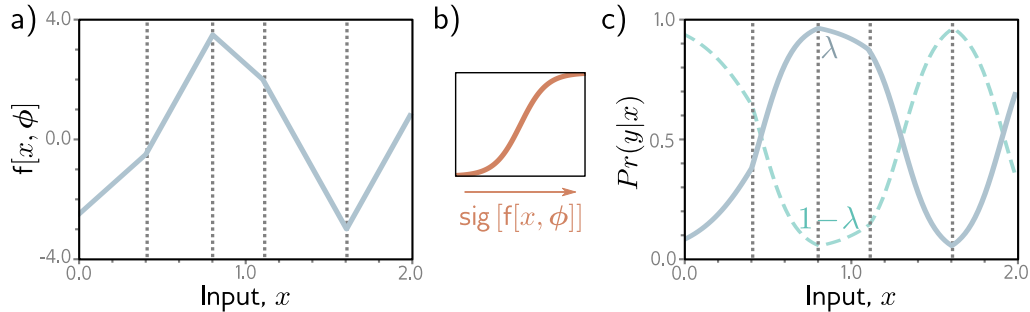 a)
4.0
0.0
-4.0
f[x, ϕ]
0.0
1.0
2.0
Input, x
b)
sig [f[x, ϕ]]
c)
1.0
0.5
0.0
Pr(y|x)
λ
1−λ
0.0
1.0
2.0
Input, x